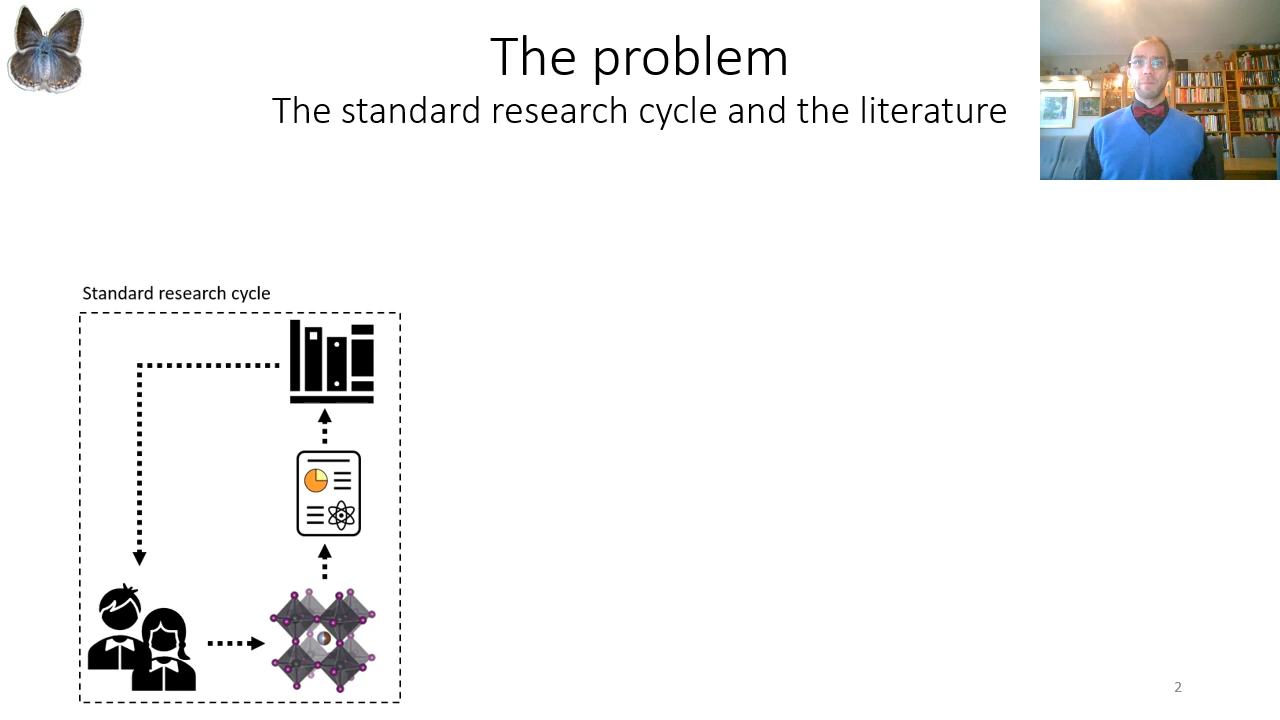 The problem
The standard research cycle and the literature
Standard research cycle
2